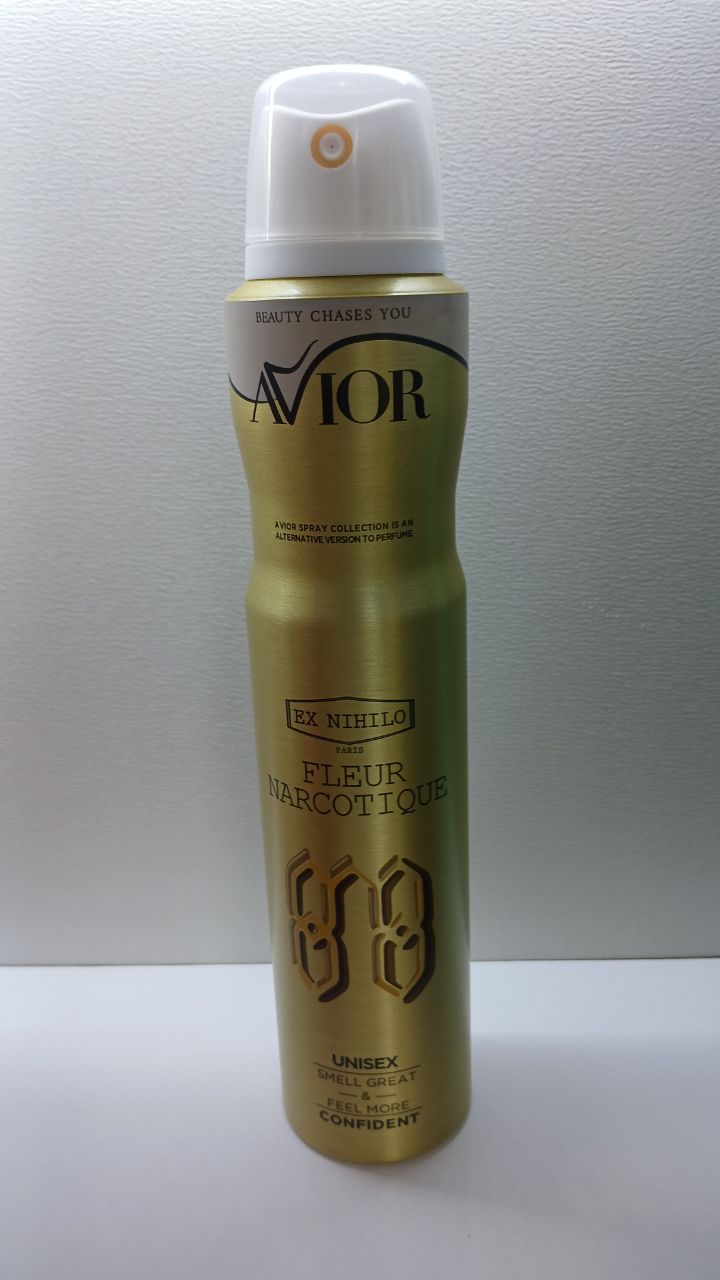 BEAUTY CHASES YOU
AVIOR
AVIOR SPRAY COLLECTION IS AN
ALTERNATIVE VERSION TO PERFUME
EX NIHILO
PARIS
FLEUR
NARCOTIQUE
UNISEX
SMELL GREAT
&
FEEL MORE
CONFIDENT